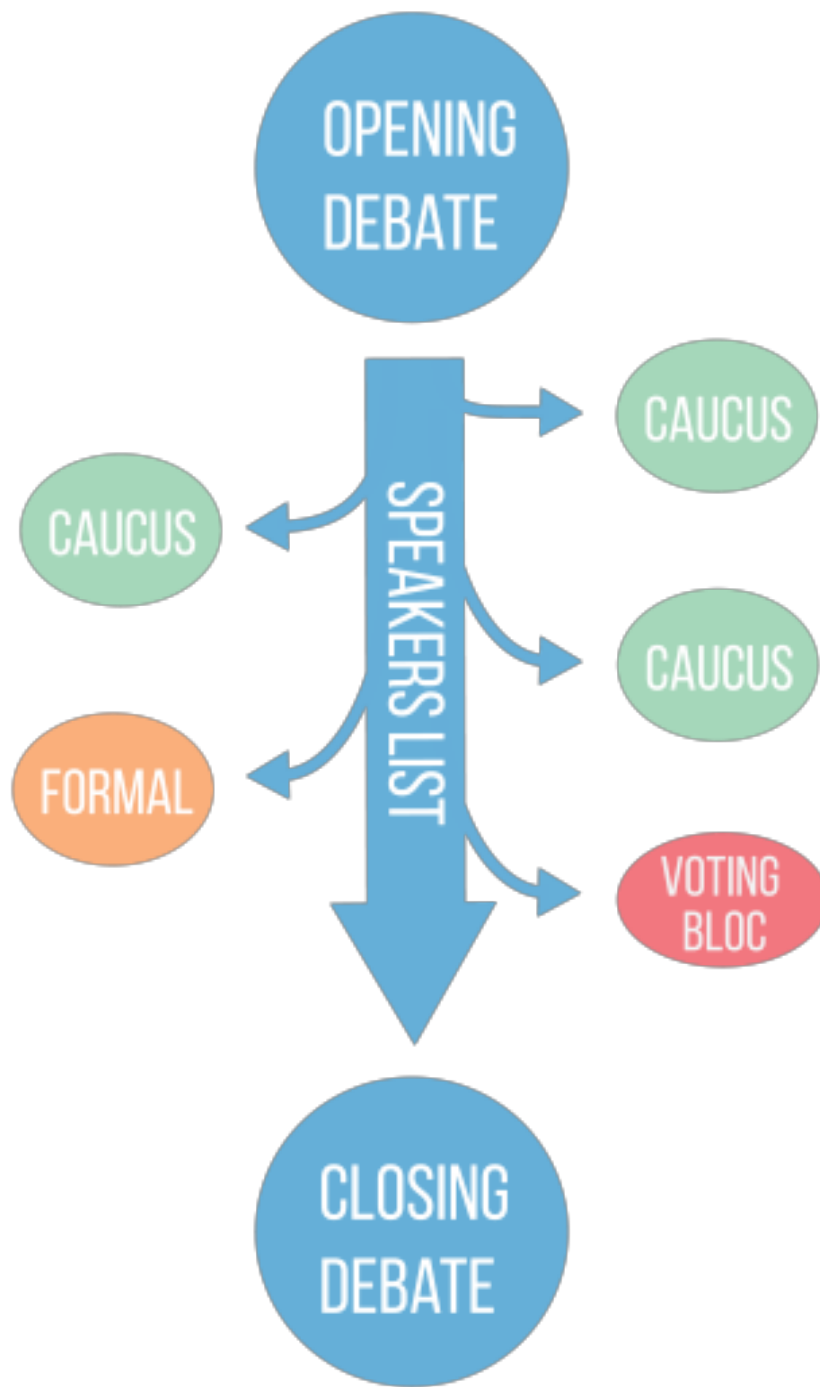 OPENING
DEBATE
CAUCUS
CAUCUS
SPEAKERS LIST
CAUCUS
FORMAL
VOTING
BLOC
CLOSING
DEBATE